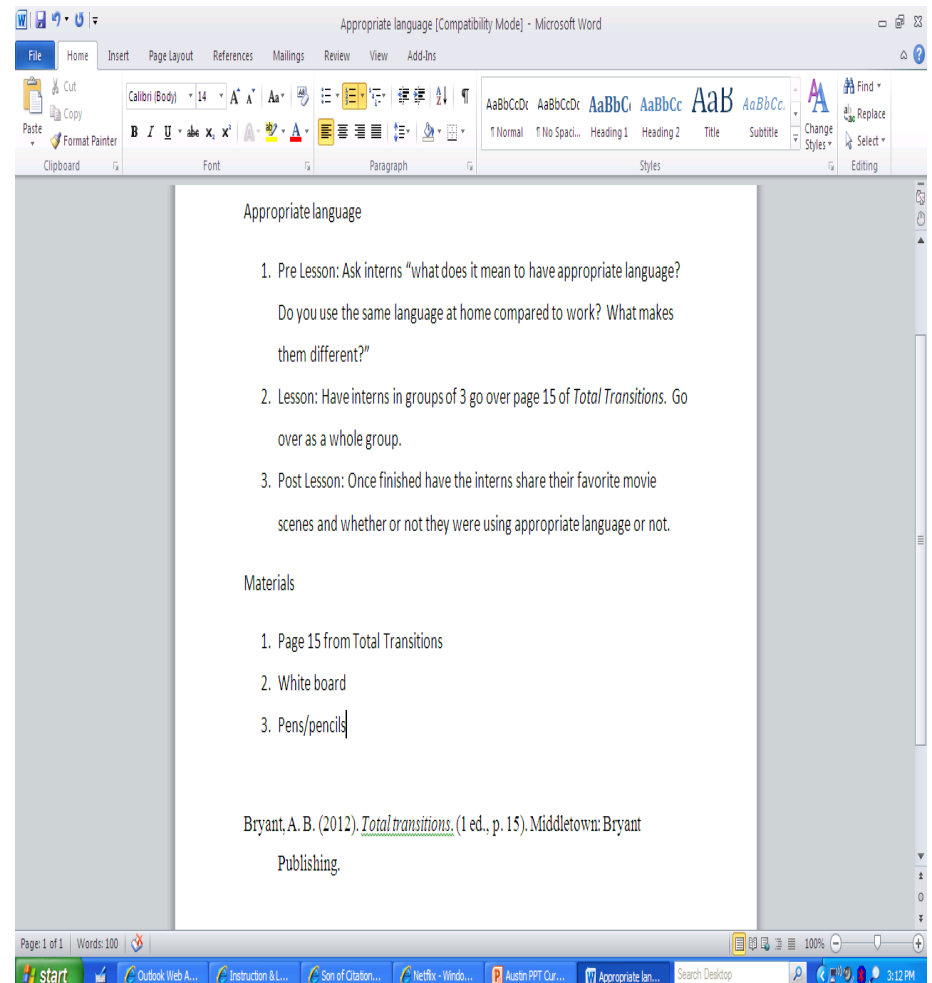 Appropriate language [Compatibility Mode] - Microsoft Word
File Home Insert Page Layout References Mailings Review View Add-Ins
Cut
Copy
Paste
Format Painter
Clipboard
Calibri (Body) 14
Font
Paragraph
AaBbCcDc AaBbCcDc AaBbC AaBbCc AaB AaBbCc.
¶ Normal ¶ No Spaci... Heading 1 Heading 2 Title Subtitle
Change
Styles
Styles
Find
Replace
Select
Editing
Appropriate language
1. Pre Lesson: Ask interns “what does it mean to have appropriate language?
Do you use the same language at home compared to work? What makes
them different?”
2. Lesson: Have interns in groups of 3 go over page 15 of Total Transitions. Go
over as a whole group.
3. Post Lesson: Once finished have the interns share their favorite movie
scenes and whether or not they were using appropriate language or not.
Materials
1. Page 15 from Total Transitions
2. White board
3. Pens/pencils
Bryant, A. B. (2012). Total transitions. (1 ed., p. 15). Middletown: Bryant
Publishing.
Page: 1 of 1 Words: 100 100%
start Outlook Web A... Instruction & L... Son of Citation... Netflix - Windo... Austin PPT Cur... Appropriate lan... Search Desktop 3:12 PM